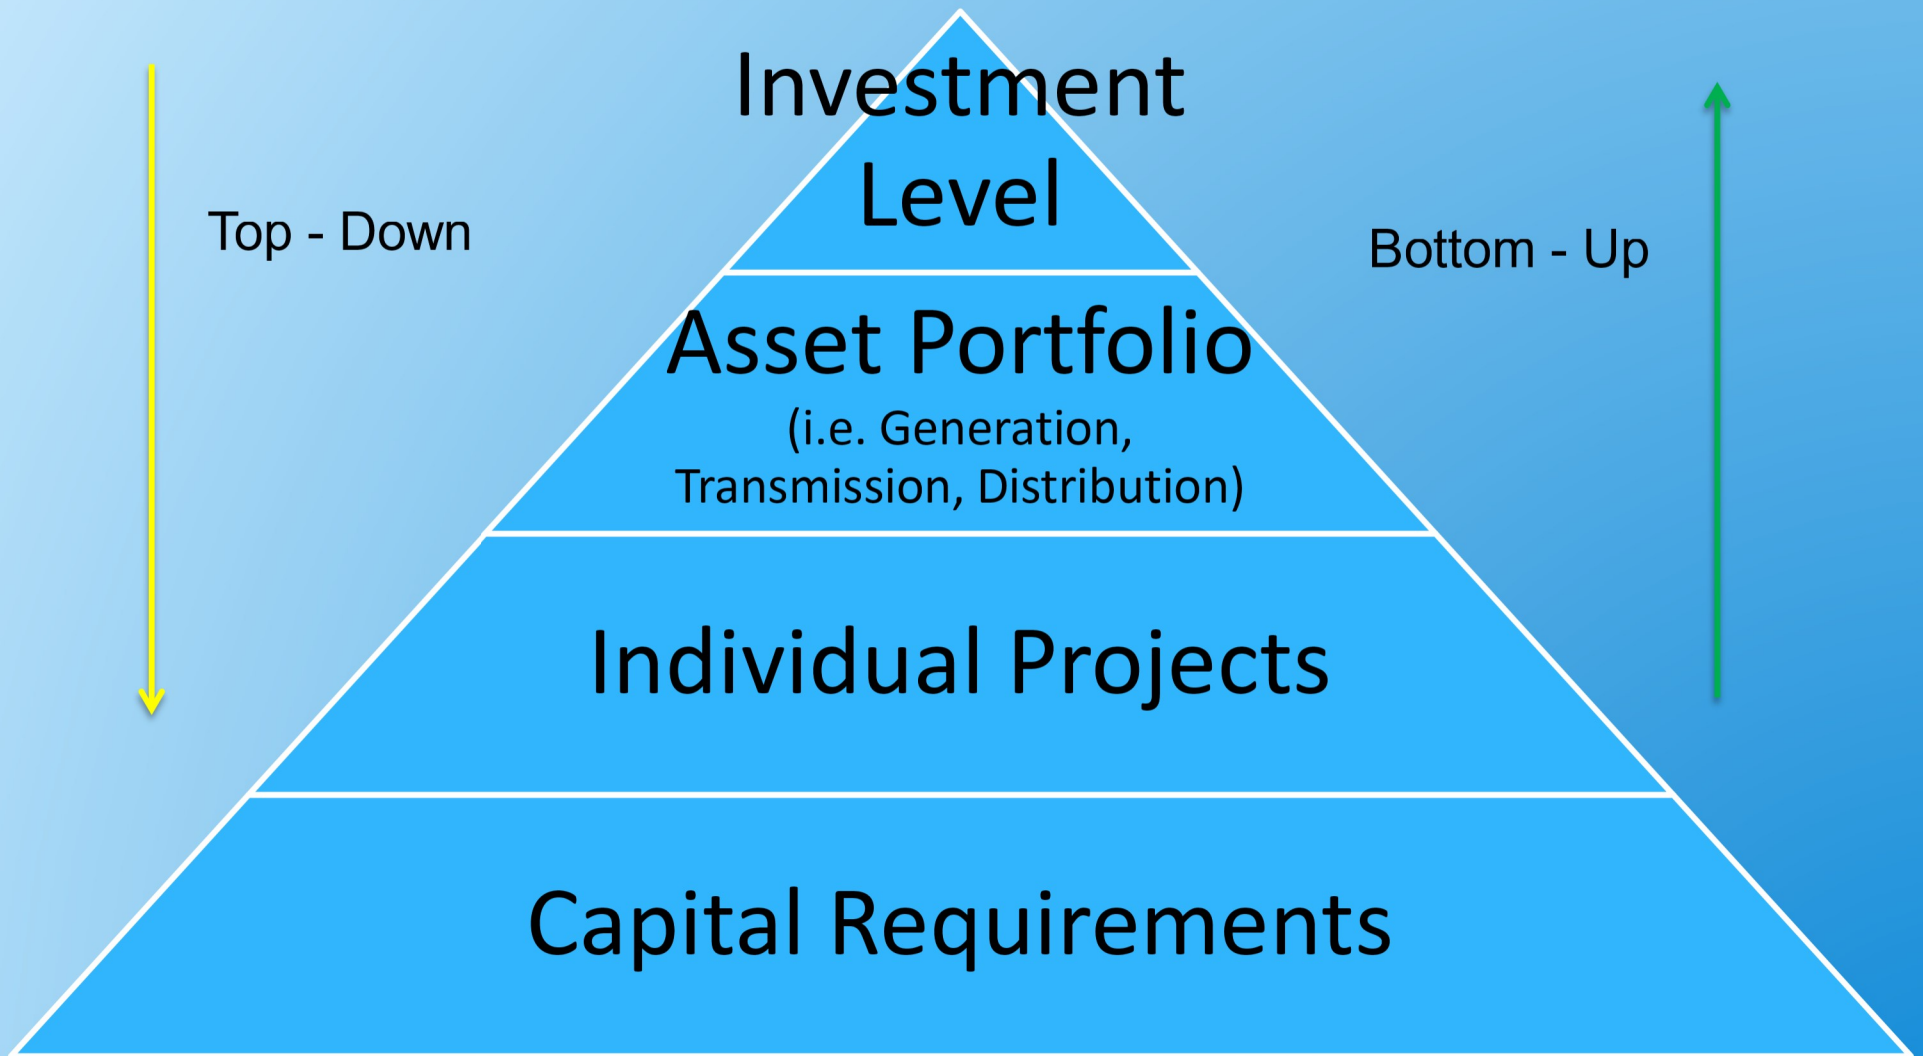 Investment
Level
Top - Down
Bottom - Up
Asset Portfolio
(i.e. Generation,
Transmission, Distribution)
Individual Projects
Capital Requirements